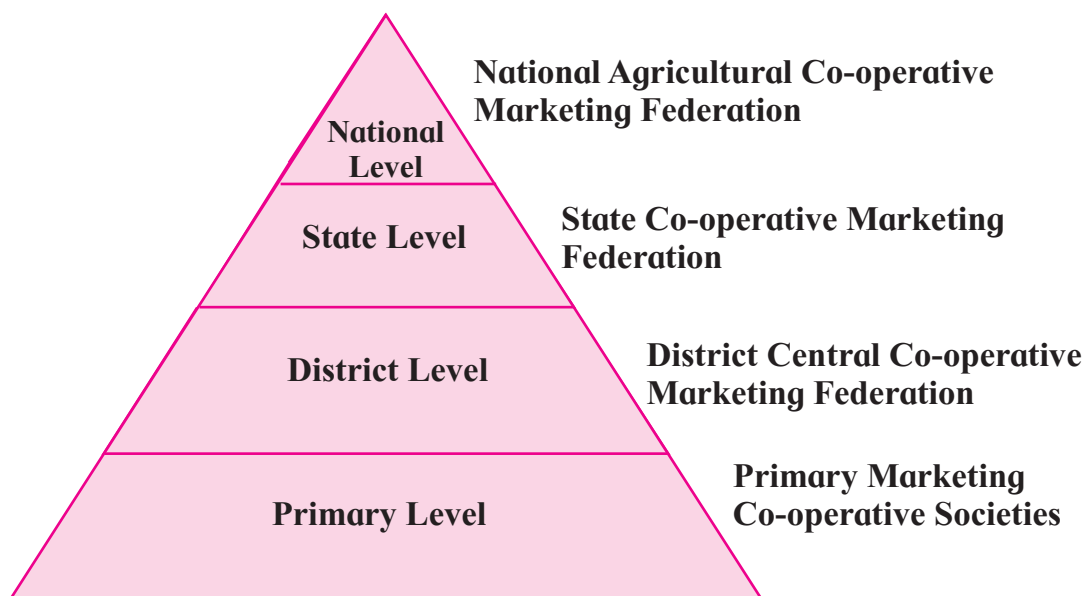 National Agricultural Co-operative
Marketing Federation
National
Level
State Co-operative Marketing
Federation
State Level
District Central Co-operative
Marketing Federation
District Level
Primary Marketing
Co-operative Societies
Primary Level